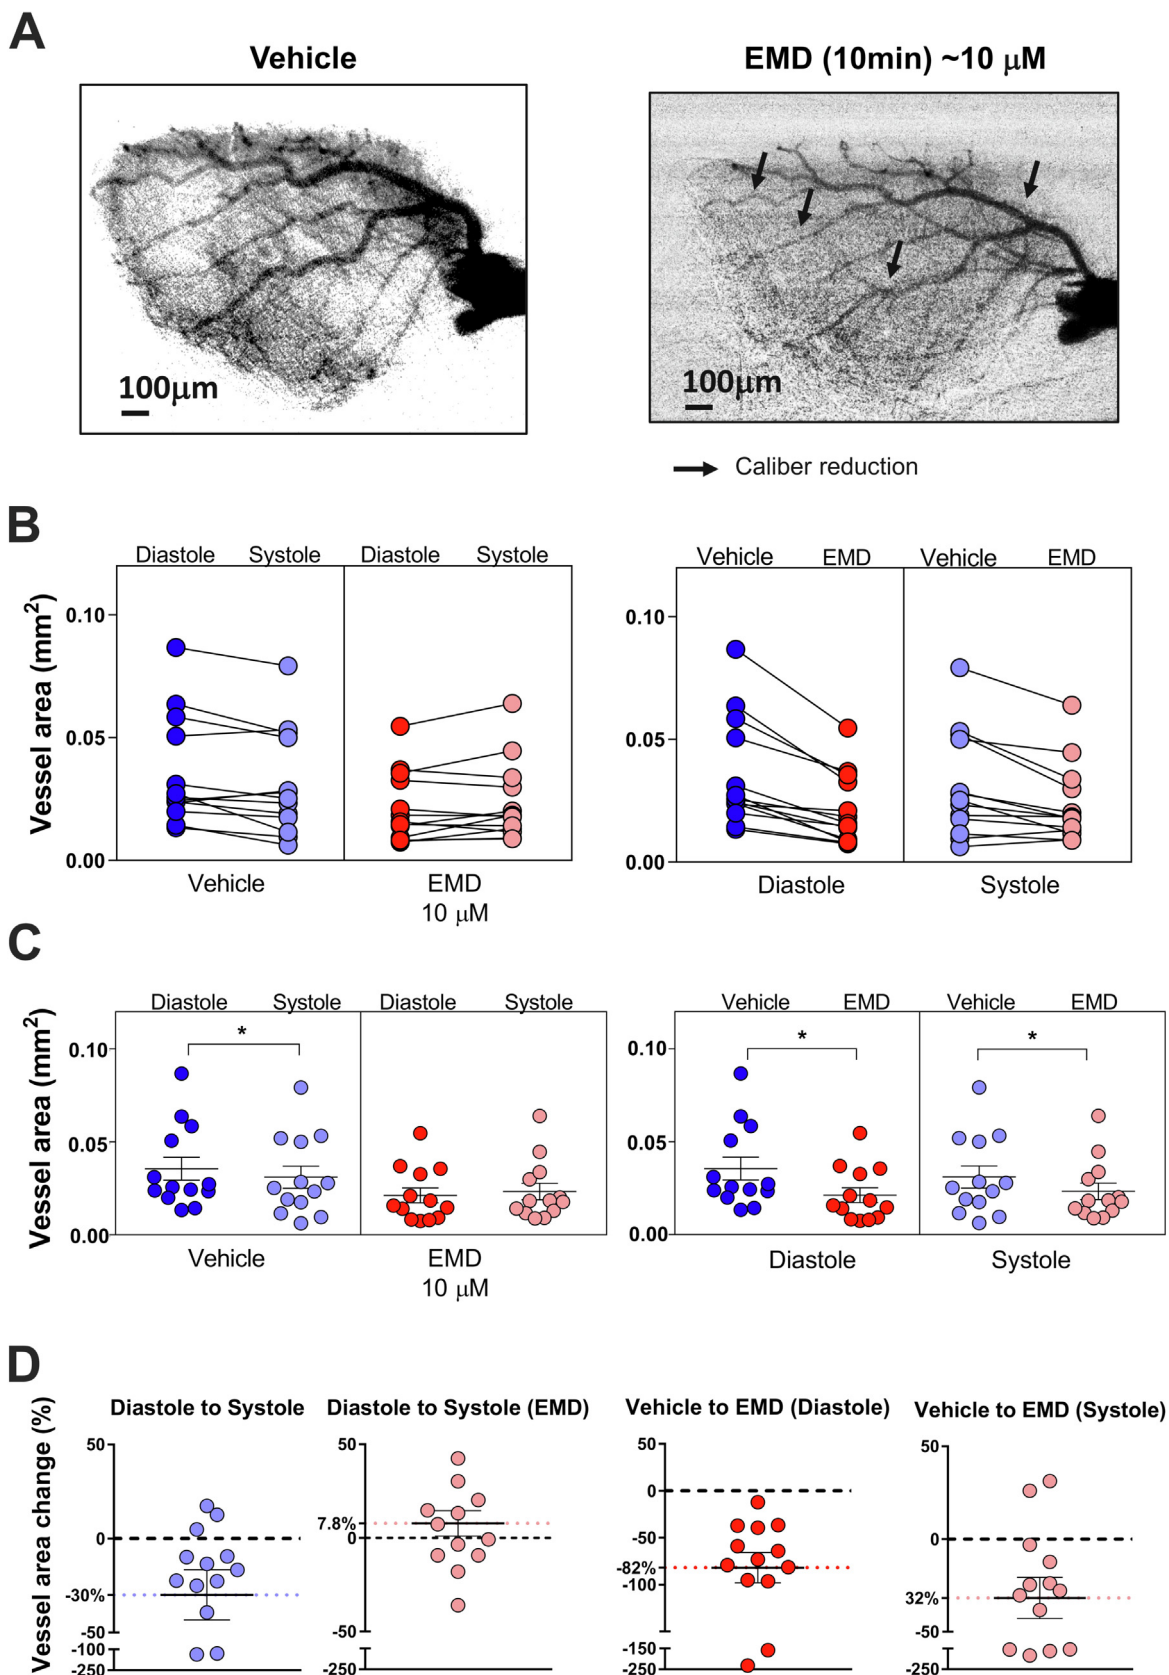 A
Vehicle
EMD (10min) ~10 μM
100μm
100μm
Caliber reduction
B
Diastole Systole Diastole Systole
Vehicle EMD Vehicle EMD
Vessel area (mm²)
0.10
0.05
0.00
0.10
0.05
0.00
Vehicle
EMD
10 μM
Diastole
Systole
C
Diastole Systole Diastole Systole
Vehicle EMD Vehicle EMD
Vessel area (mm²)
0.10
0.05
0.00
0.10
0.05
0.00
*
*
*
Vehicle
EMD
10 μM
Diastole
Systole
D
Vessel area change (%)
Diastole to Systole
50
0
-30%
-50
-100
-250
Diastole to Systole (EMD)
50
7.8%
0
-50
-250
Vehicle to EMD (Diastole)
50
0
-50
-82%
-100
-150
-250
Vehicle to EMD (Systole)
50
0
32%
-50
-250